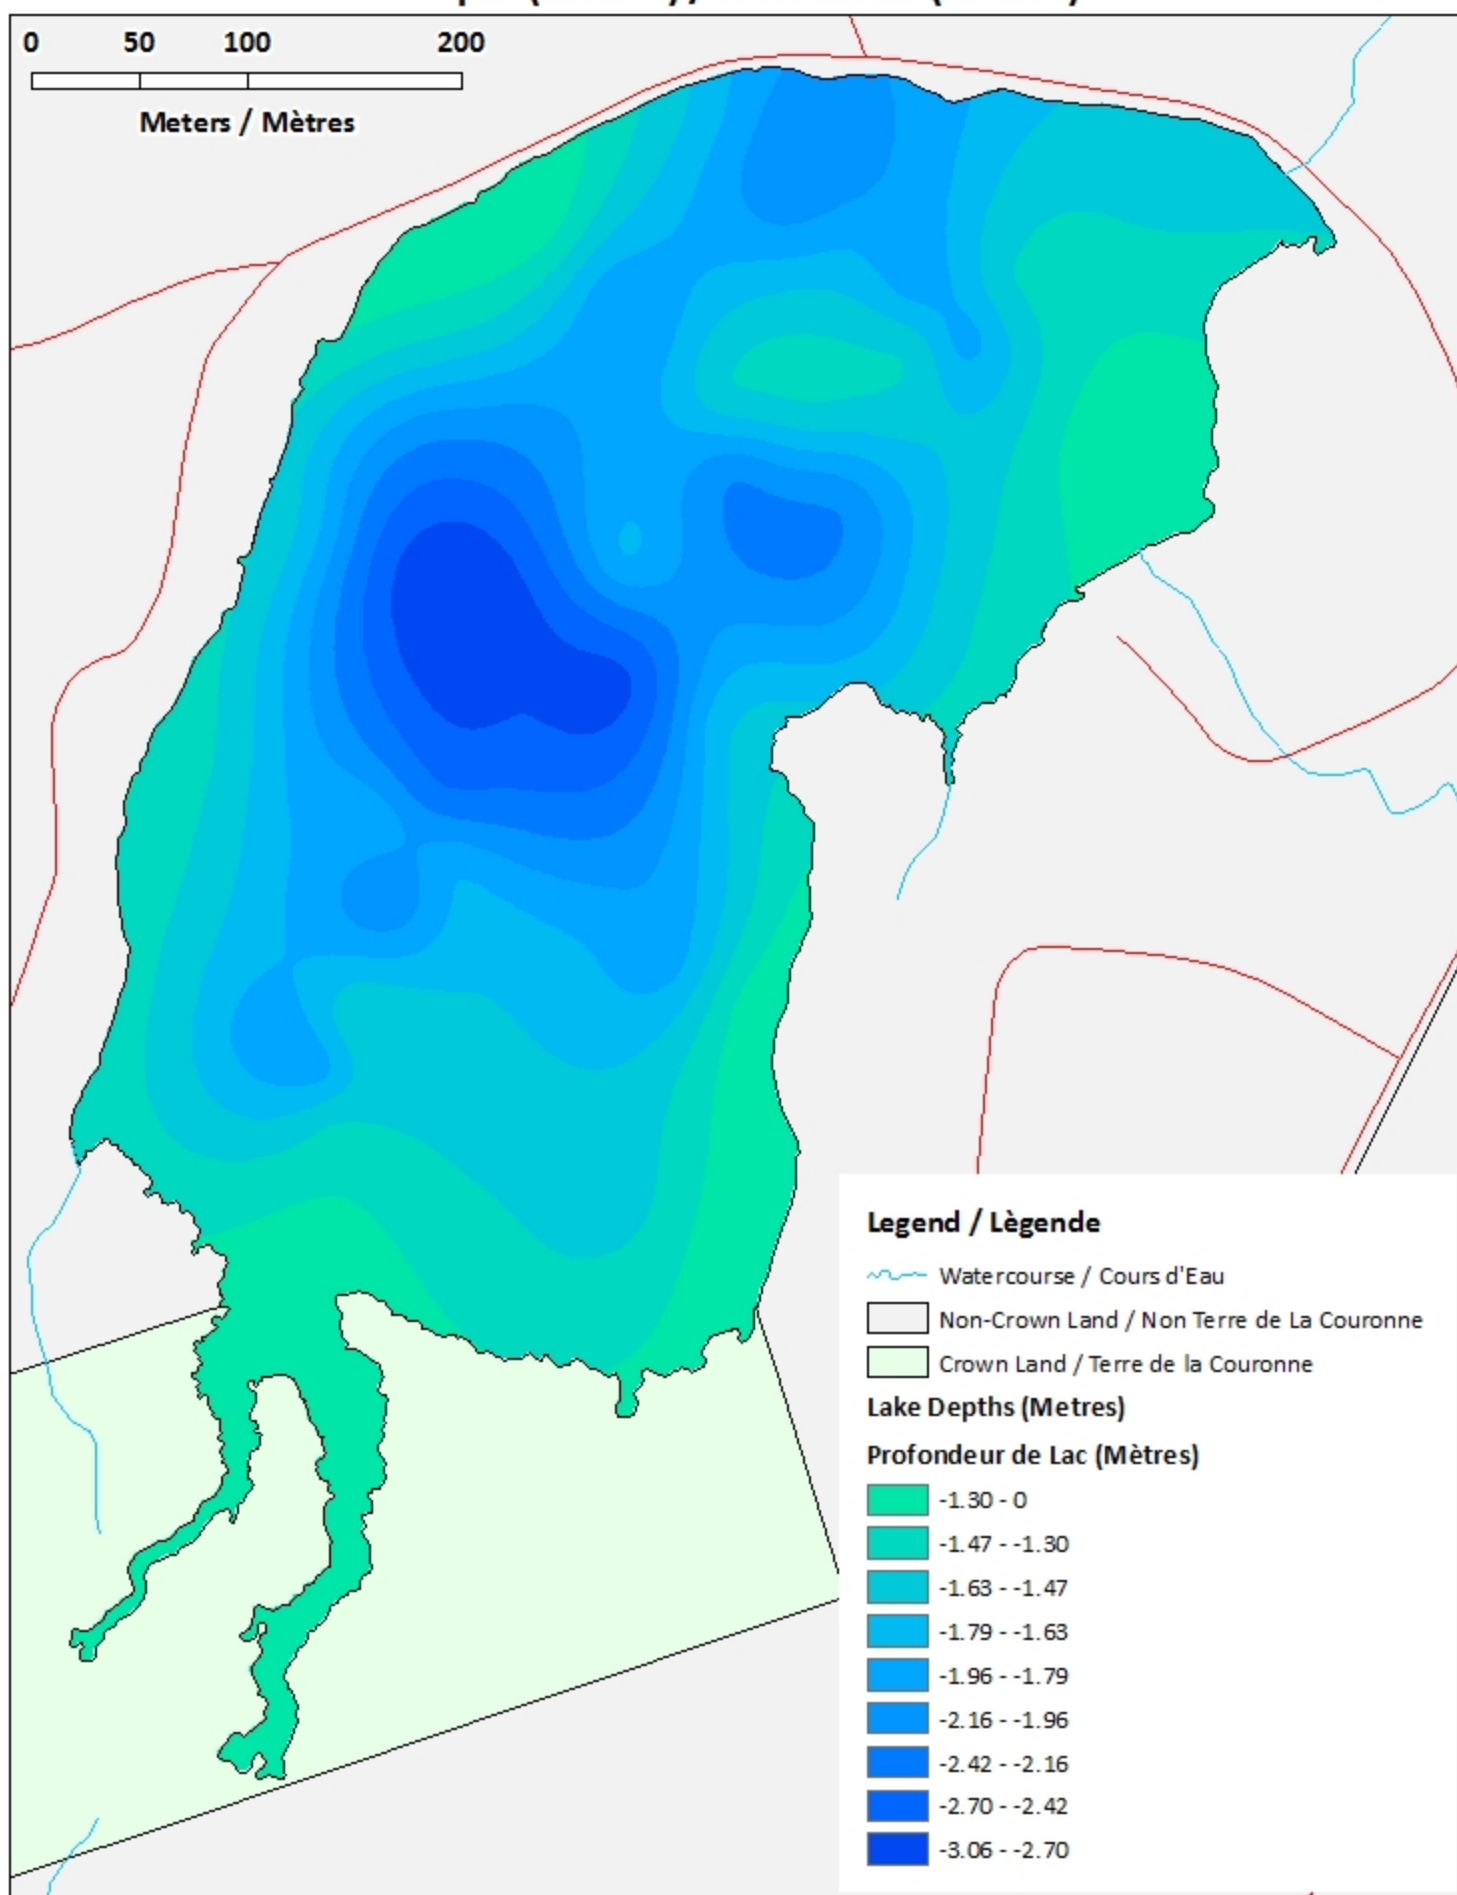 0 50 100 200
Meters / Mètres
Legend / Lègende
Watercourse / Cours d'Eau
Non-Crown Land / Non Terre de La Couronne
Crown Land / Terre de la Couronne
Lake Depths (Metres)
Profondeur de Lac (Mètres)
-1.30 - 0
-1.47 - -1.30
-1.63 - -1.47
-1.79 - -1.63
-1.96 - -1.79
-2.16 - -1.96
-2.42 - -2.16
-2.70 - -2.42
-3.06 - -2.70